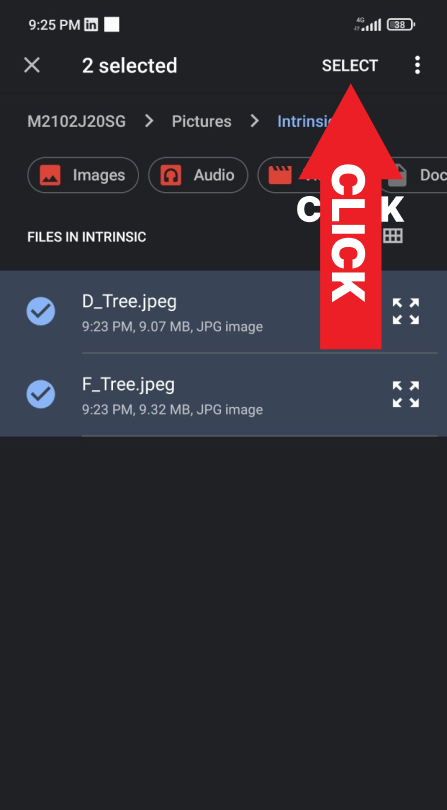 9:25 PM in 4G 38
2 selected SELECT
M2102J20SG > Pictures > Intrinsic
Images Audio Doc
CLICK
FILES IN INTRINSIC
D_Tree.jpeg
9:23 PM, 9.07 MB, JPG image
F_Tree.jpeg
9:23 PM, 9.32 MB, JPG image